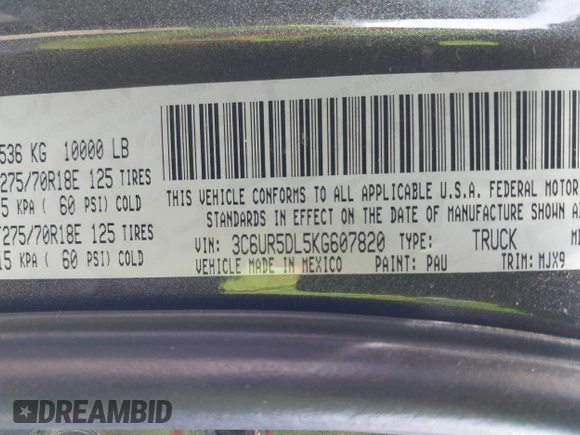 536 KG 10000 LB
275/70R18E 125 TIRES
5 KPA ( 60 PSI) COLD
275/70R18E 125 TIRES
15 KPA ( 60 PSI) COLD
THIS VEHICLE CONFORMS TO ALL APPLICABLE U.S.A. FEDERAL MOTOR
STANDARDS IN EFFECT ON THE DATE OF MANUFACTURE SHOWN A
VIN: 3C6UR5DL5KG607820 TYPE: TRUCK
VEHICLE MADE IN MEXICO PAINT: PAU TRIM: MJX9
DREAMBID